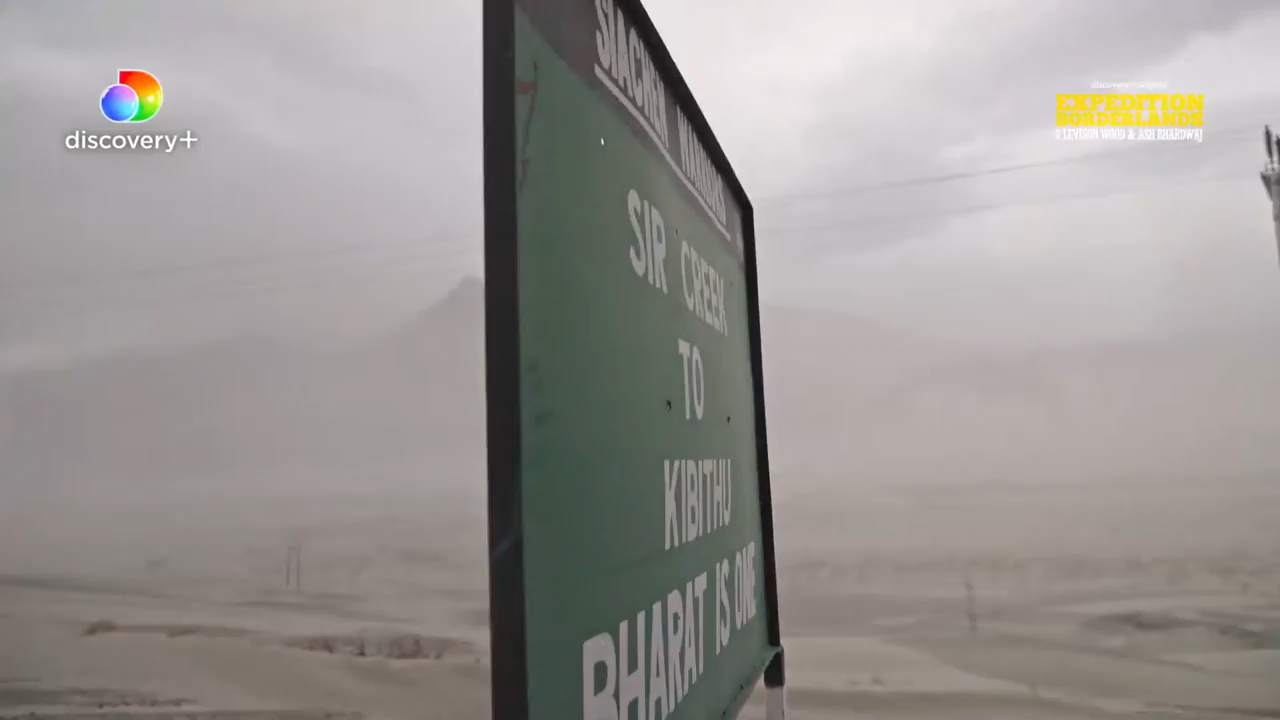 discovery+
EXPEDITION
BORDERLANDS
LEVISON WOOD & ASH BHARDWAJ
SIACHEN WARRIORS
SIR CREEK
TO
KIBITHU
BHARAT IS ONE